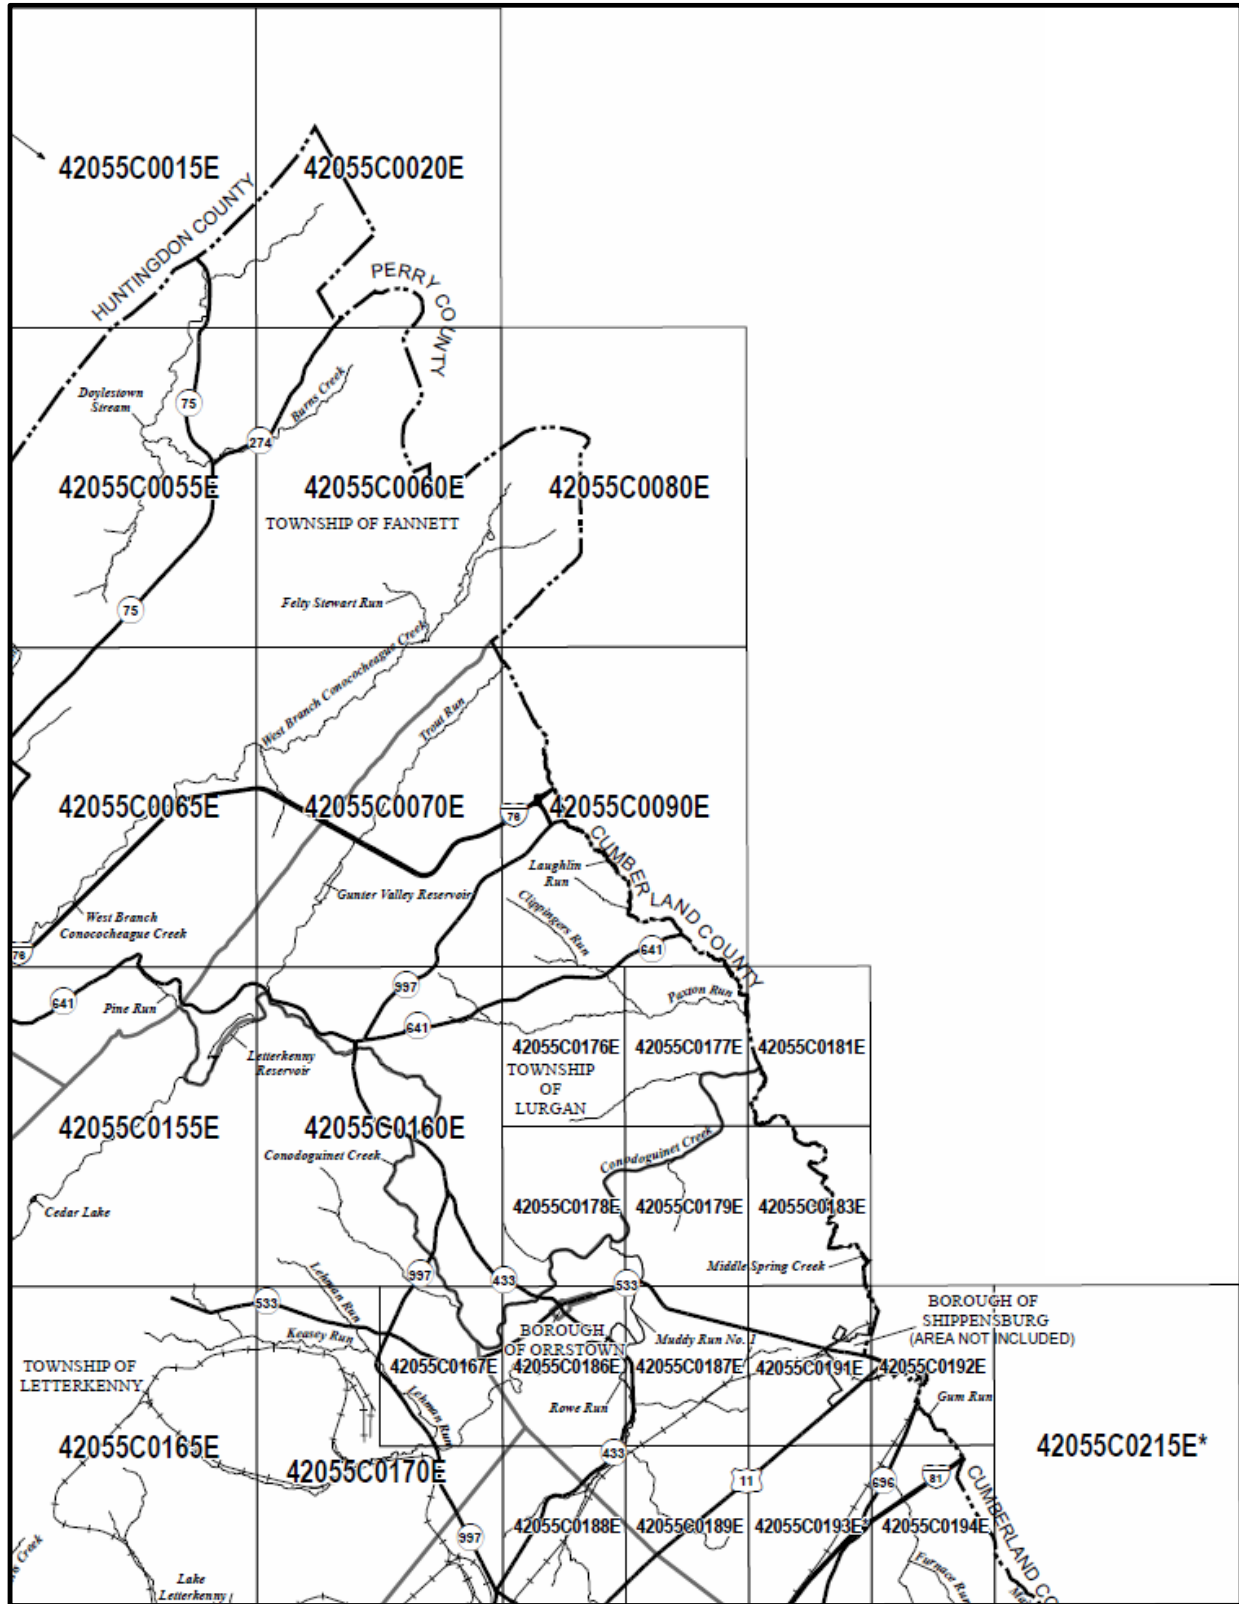 42055C0015E
42055C0020E
HUNTINGDON COUNTY
PERRY COUNTY
Doylestown
Stream
75
Burns Creek
274
42055C0055E
42055C0060E
42055C0080E
TOWNSHIP OF FANNETT
75
Felty Stewart Run
West Branch Conococheague Creek
Trout Run
42055C0065E
42055C0070E
76
42055C0090E
CUMBERLAND COUNTY
Laughlin
Run
Gunter Valley Reservoir
Clippingers Run
West Branch
Conococheague Creek
76
641
997
641
Pine Run
Paxton Run
641
Letterkenny
Reservoir
42055C0176E
42055C0177E
42055C0181E
TOWNSHIP
OF
LURGAN
42055C0155E
42055C0160E
Conodoguinet Creek
Conodoguinet Creek
Cedar Lake
42055C0178E
42055C0179E
42055C0183E
Middle Spring Creek
997
433
533
Lehman Run
533
Keasey Run
BOROUGH OF
SHIPPENSBURG
(AREA NOT INCLUDED)
BOROUGH
OF ORRSTOWN
Muddy Run No. 1
TOWNSHIP OF
LETTERKENNY
42055C0167E
42055C0186E
42055C0187E
42055C0191E
42055C0192E
Lehman Run
Rowe Run
Gum Run
42055C0165E
42055C0170E
433
42055C0215E*
11
696
81
CUMBERLAND CO
42055C0188E
42055C0189E
42055C0193E*
42055C0194E
997
Creek
Lake
Letterkenny
Furnace Run